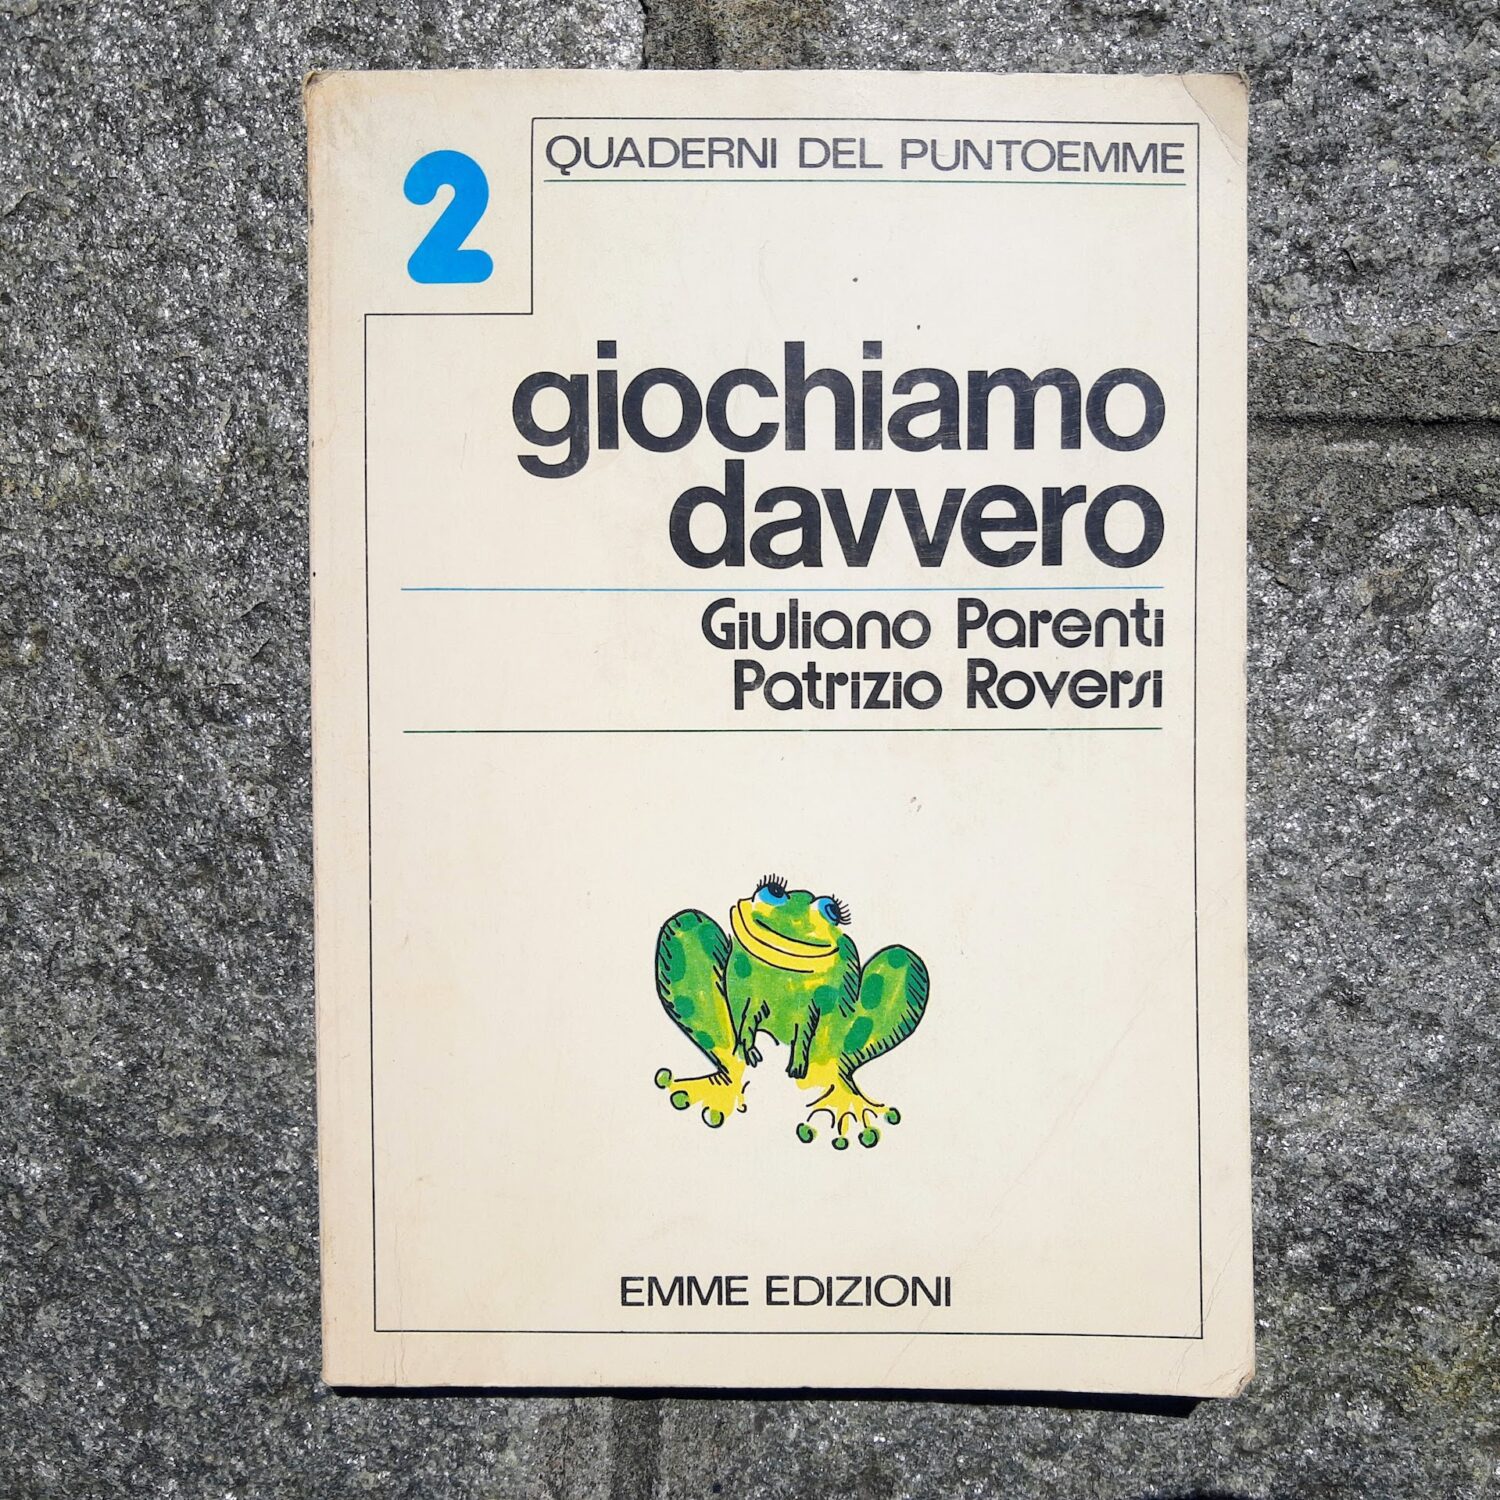 2
QUADERNI DEL PUNTOEMME
giochiamo
davvero
Giuliano Parenti
Patrizio Roversi
EMME EDIZIONI